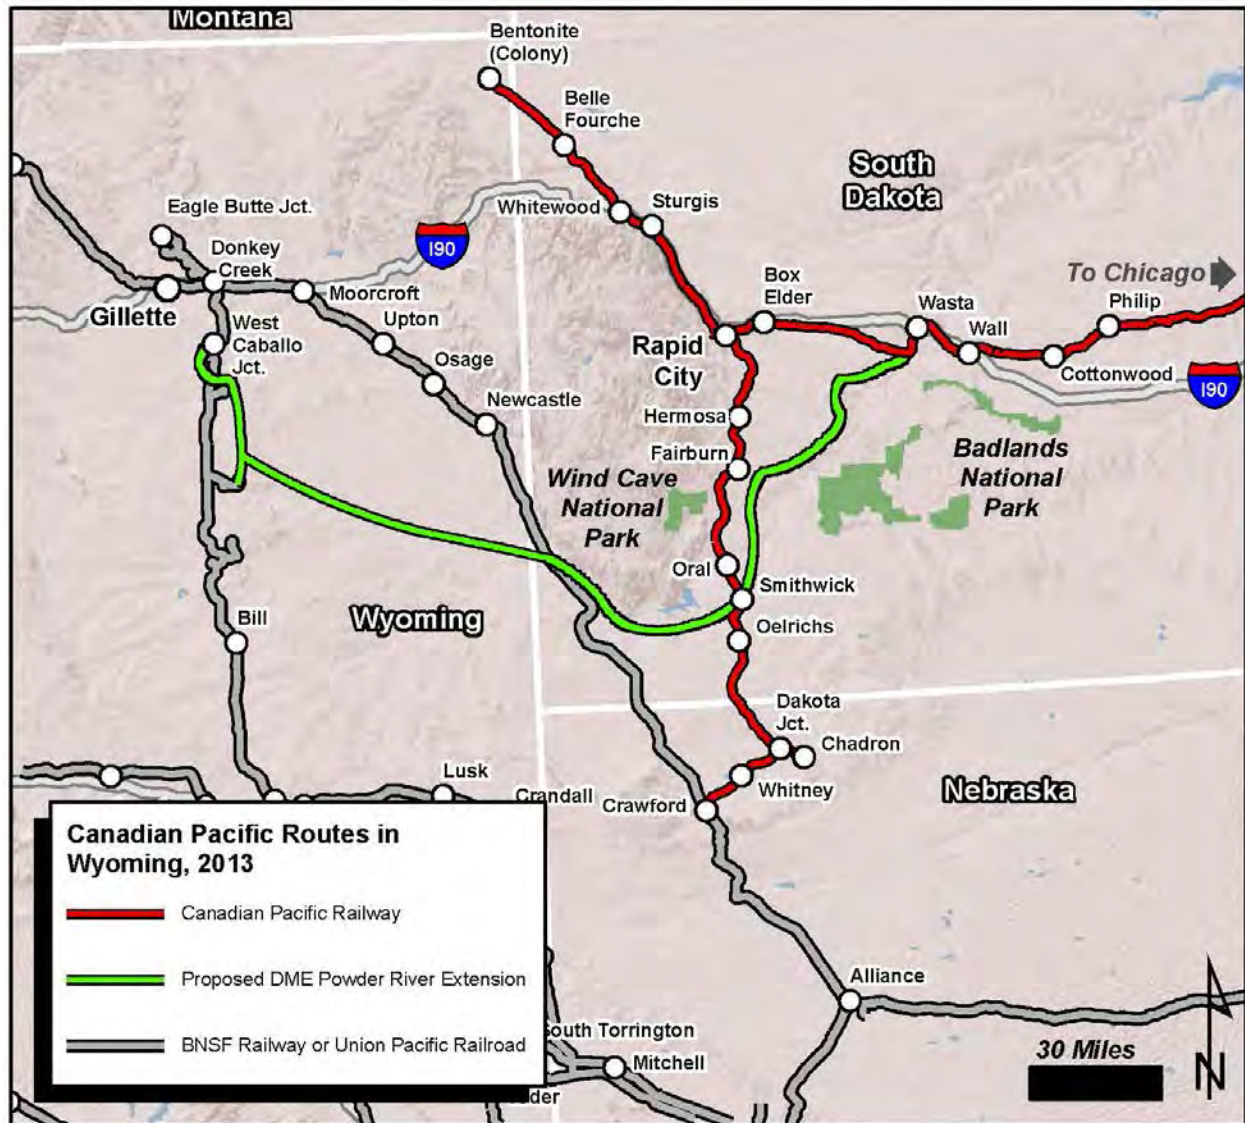 Montana
Bentonite
(Colony)
Belle
Fourche
South
Dakota
Eagle Butte Jct.
Whitewood
Sturgis
I90
Donkey
Creek
To Chicago
Box
Elder
Moorcroft
Wasta
Philip
Gillette
West
Caballo
Jct.
Upton
Rapid
City
Wall
Osage
Cottonwood
I90
Newcastle
Hermosa
Fairburn
Badlands
National
Park
Wind Cave
National
Park
Oral
Smithwick
Bill
Wyoming
Oelrichs
Dakota
Jct.
Chadron
Lusk
Whitney
Nebraska
Crandall
Crawford
Canadian Pacific Routes in
Wyoming, 2013
Canadian Pacific Railway
Proposed DME Powder River Extension
BNSF Railway or Union Pacific Railroad
Alliance
South Torrington
Mitchell
30 Miles
N